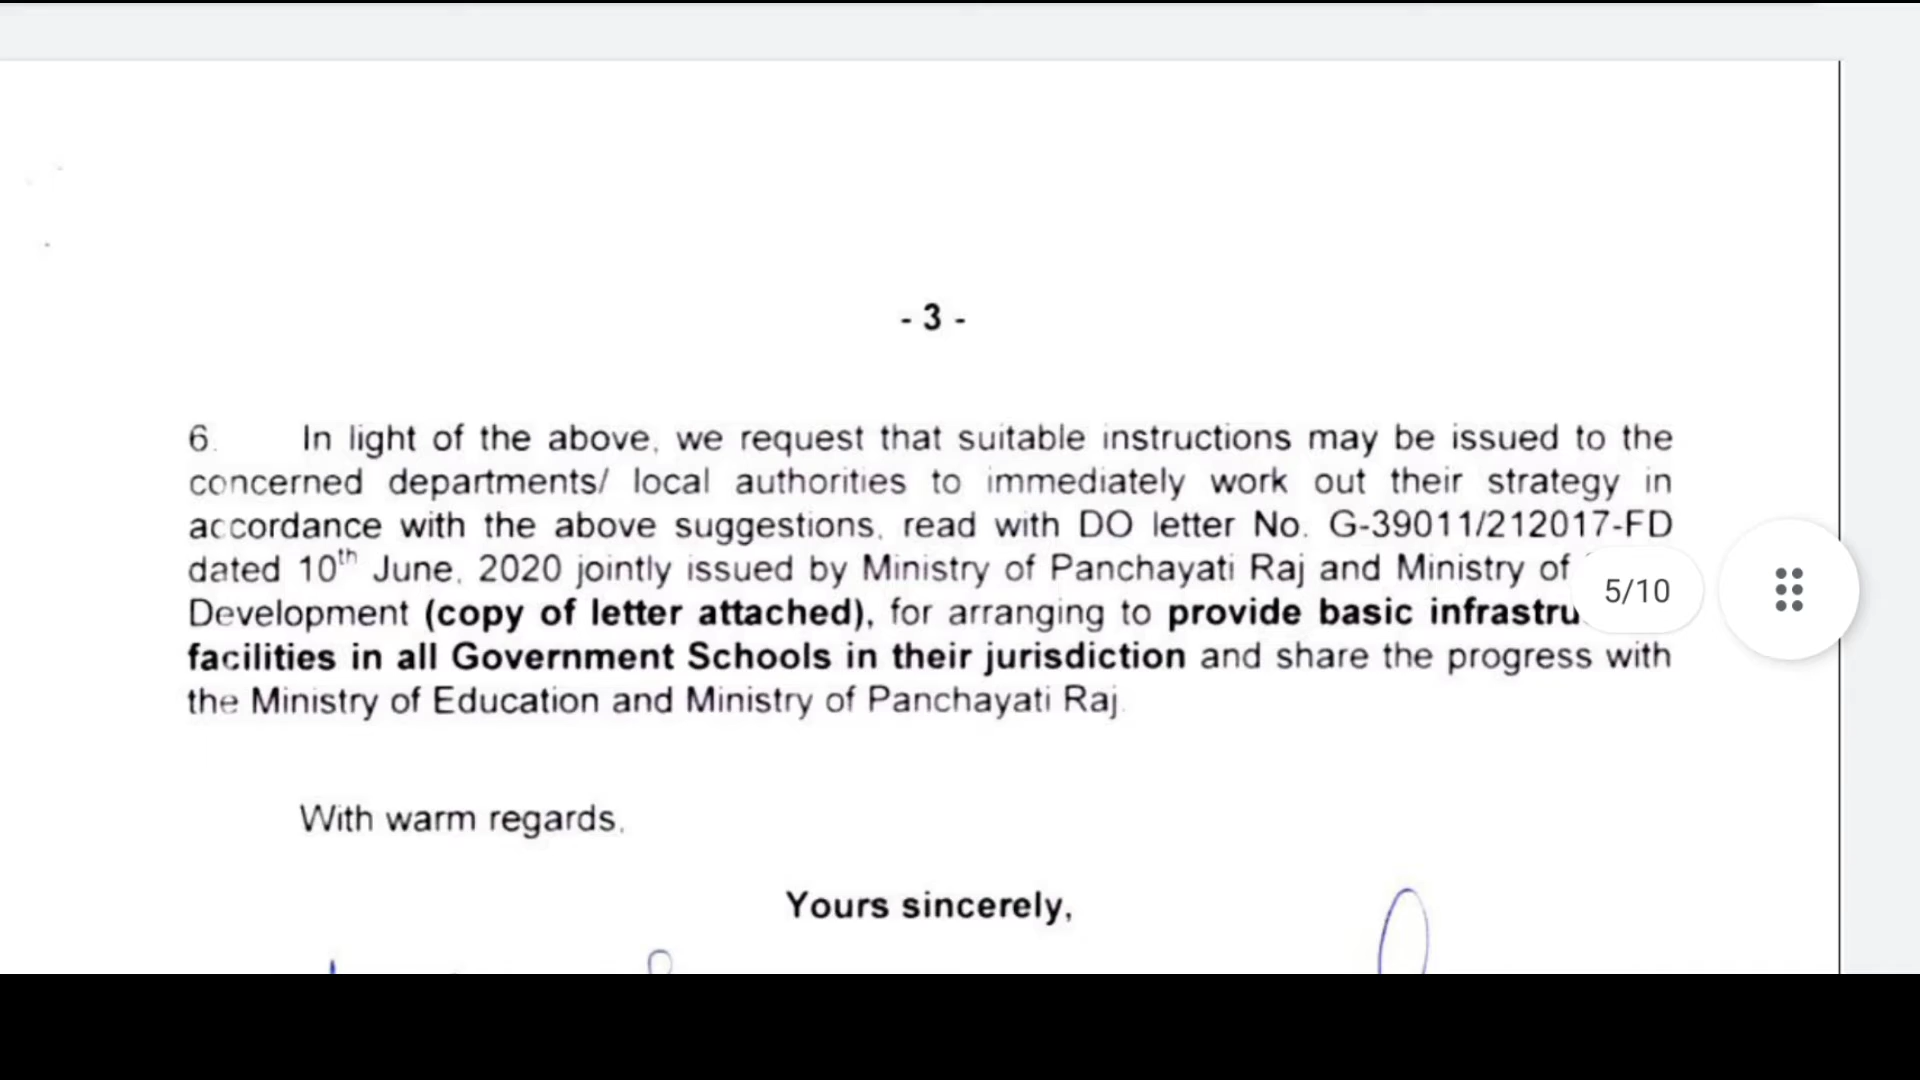 - 3 -
6. In light of the above, we request that suitable instructions may be issued to the
concerned departments/ local authorities to immediately work out their strategy in
accordance with the above suggestions, read with DO letter No. G-39011/212017-FD
dated 10th June, 2020 jointly issued by Ministry of Panchayati Raj and Ministry of
Development (copy of letter attached), for arranging to provide basic infrastru
5/10
facilities in all Government Schools in their jurisdiction and share the progress with
the Ministry of Education and Ministry of Panchayati Raj.
With warm regards,
Yours sincerely,